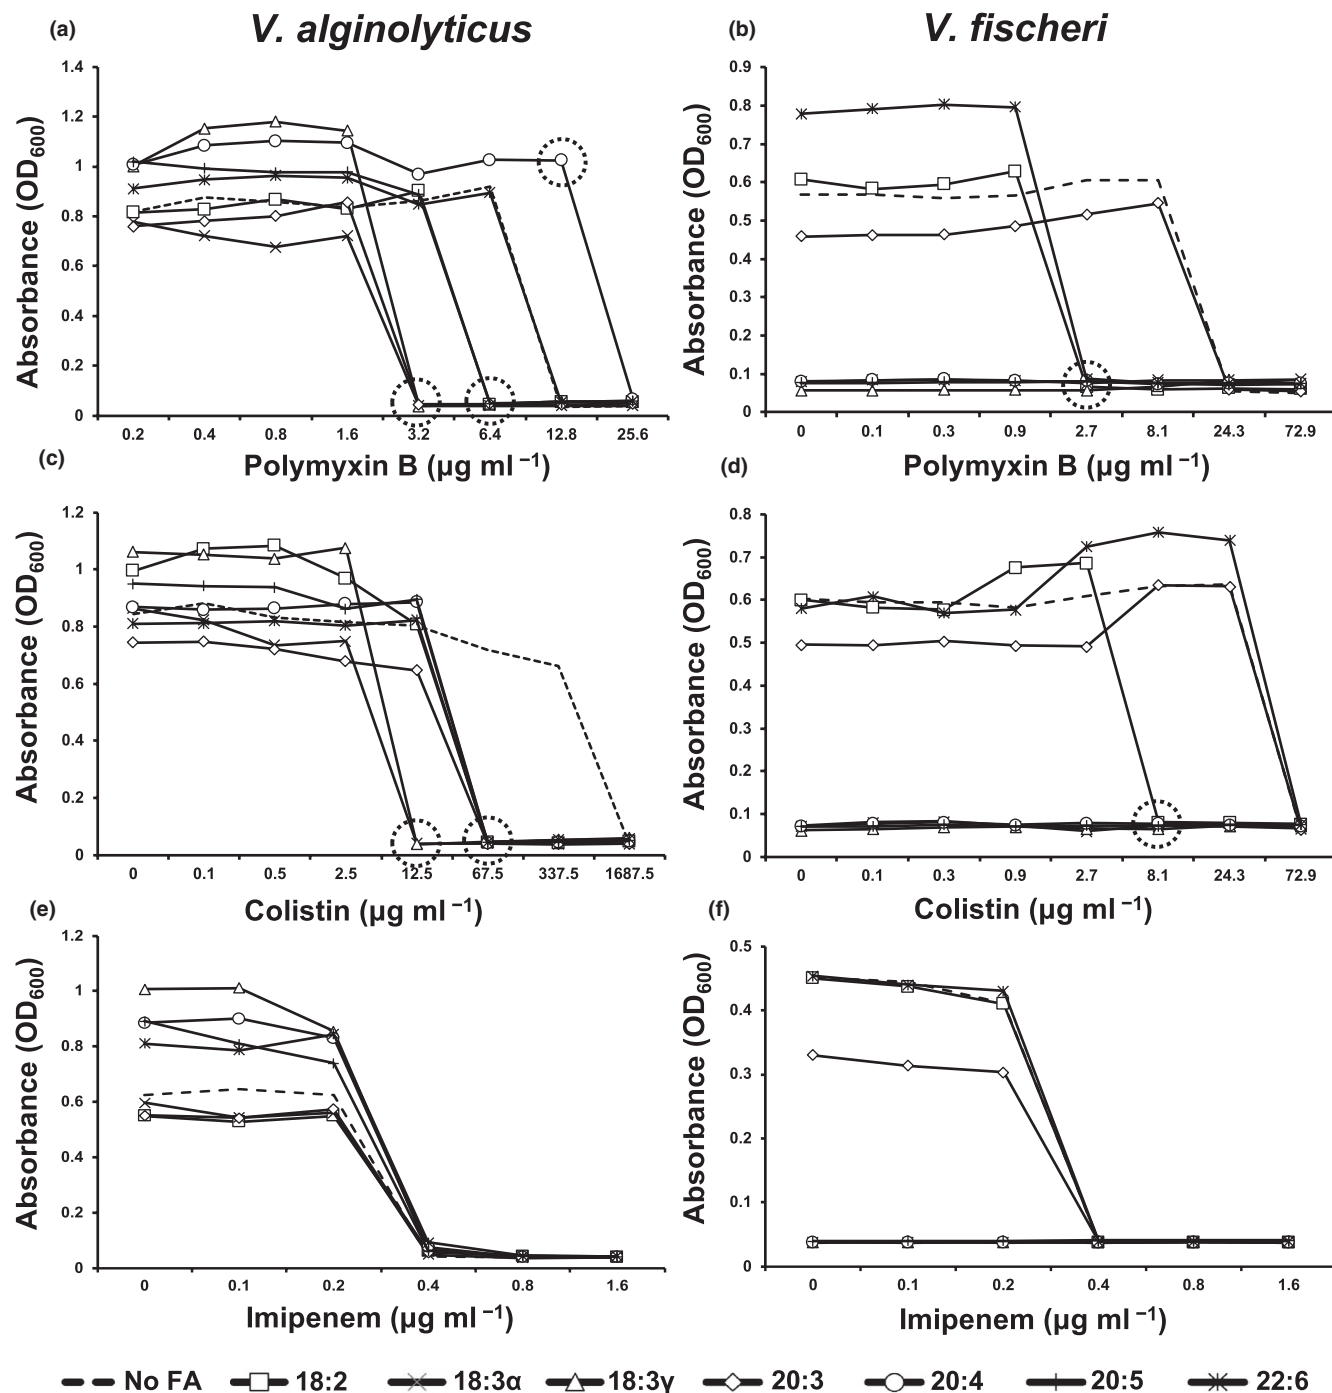 (a) V. alginolyticus
(b) V. fischeri
1.4
1.2
1
0.8
0.6
0.4
0.2
0
Absorbance (OD600)
0.2 0.4 0.8 1.6 3.2 6.4 12.8 25.6
Polymyxin B (µg ml −1)
0.9
0.8
0.7
0.6
0.5
0.4
0.3
0.2
0.1
0
Absorbance (OD600)
0 0.1 0.3 0.9 2.7 8.1 24.3 72.9
Polymyxin B (µg ml −1)
(c)
1.2
1
0.8
0.6
0.4
0.2
0
Absorbance (OD600)
0 0.1 0.5 2.5 12.5 67.5 337.5 1687.5
Colistin (µg ml −1)
(d)
0.8
0.7
0.6
0.5
0.4
0.3
0.2
0.1
0
Absorbance (OD600)
0 0.1 0.3 0.9 2.7 8.1 24.3 72.9
Colistin (µg ml −1)
(e)
1.2
1
0.8
0.6
0.4
0.2
0
Absorbance (OD600)
0 0.1 0.2 0.4 0.8 1.6
Imipenem (µg ml −1)
(f)
0.5
0.4
0.3
0.2
0.1
0
Absorbance (OD600)
0 0.1 0.2 0.4 0.8 1.6
Imipenem (µg ml −1)
No FA 18:2 18:3α 18:3γ 20:3 20:4 20:5 22:6